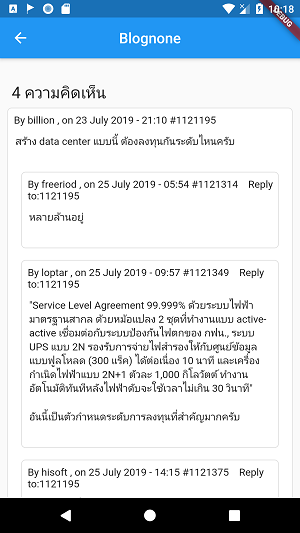 10:18
DEBUG
Blognone
4 ความคิดเห็น
By billion , on 23 July 2019 - 21:10 #1121195
สร้าง data center แบบนี้ ต้องลงทุนกันระดับไหนครับ
By freeriod , on 25 July 2019 - 05:54 #1121314 Reply
to:1121195
หลายล้านอยู่
By loptar , on 25 July 2019 - 09:57 #1121349 Reply
to:1121195
"Service Level Agreement 99.999% ด้วยระบบไฟฟ้า
มาตรฐานสากล ด้วยหม้อแปลง 2 ชุดที่ทำงานแบบ active-
active เชื่อมต่อกับระบบป้องกันไฟตกของ กฟน., ระบบ
UPS แบบ 2N รองรับการจ่ายไฟสำรองให้กับศูนย์ข้อมูล
แบบฟูลโหลด (300 แร็ค) ได้ต่อเนื่อง 10 นาที และเครื่อง
กำเนิดไฟฟ้าแบบ 2N+1 ตัวละ 1,000 กิโลวัตต์ ทำงาน
อัตโนมัติทันทีหลังไฟฟ้าดับจะใช้เวลาไม่เกิน 30 วินาที"
อันนี้เป็นตัวกำหนดระดับการลงทุนที่สำคัญมากครับ
By hisoft , on 25 July 2019 - 14:15 #1121375 Reply
to:1121195